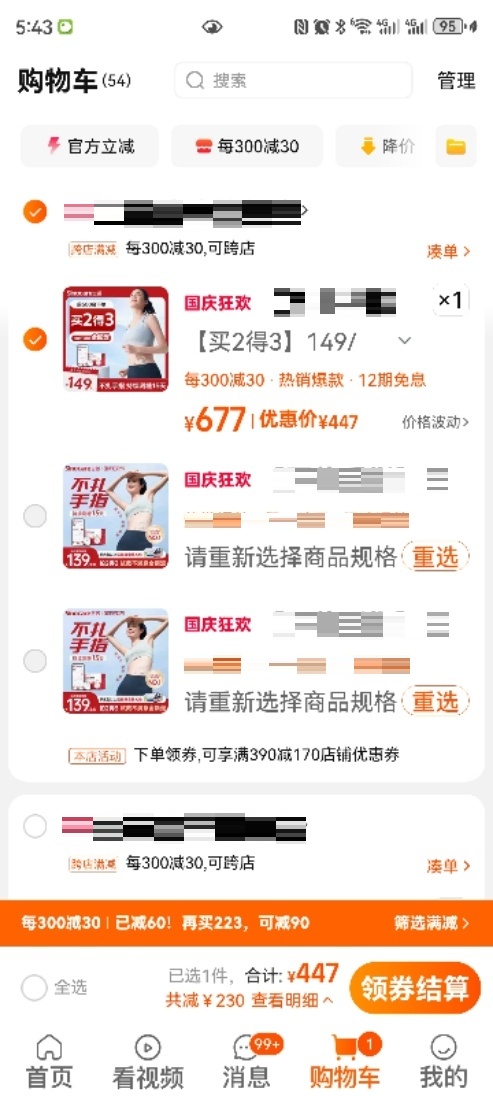 5:43
95
购物车(54)
搜索
管理
官方立减
每300减30
降价
跨店满减 每300减30,可跨店
凑单 >
买2得3
149
国庆狂欢
×1
【买2得3】149/
每300减30 · 热销爆款 · 12期免息
¥677 | 优惠价¥447
价格波动>
不扎手指
139
国庆狂欢
请重新选择商品规格
重选
不扎手指
139
国庆狂欢
请重新选择商品规格
重选
本店活动 下单领券,可享满390减170店铺优惠券
跨店满减 每300减30,可跨店
凑单 >
每300减30 | 已减60! 再买223, 可减90
筛选满减 >
全选
已选1件, 合计: ¥447
共减 ¥230 查看明细
领券结算
99+
1
首页
看视频
消息
购物车
我的